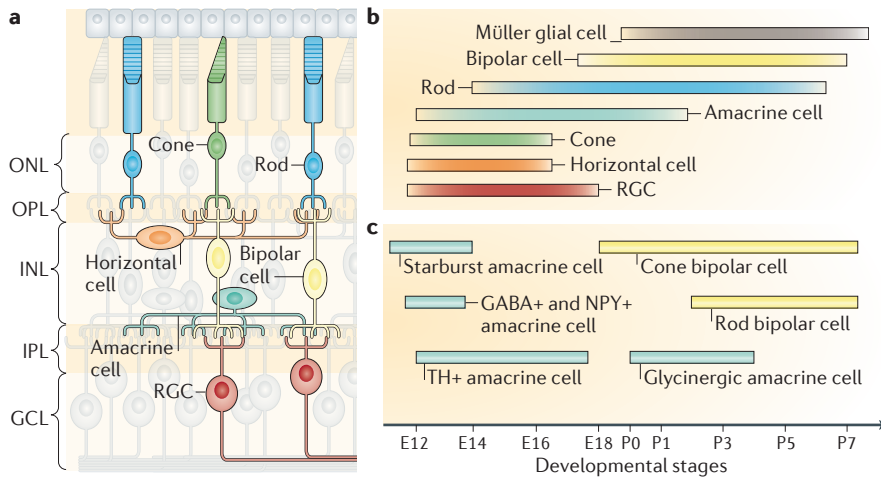 a
ONL
OPL
INL
IPL
GCL
Cone
Rod
Horizontal
cell
Bipolar
cell
Amacrine
cell
RGC
b
Müller glial cell
Bipolar cell
Rod
Amacrine cell
Cone
Horizontal cell
RGC
c
Starburst amacrine cell
Cone bipolar cell
GABA+ and NPY+
amacrine cell
Rod bipolar cell
TH+ amacrine cell
Glycinergic amacrine cell
E12 E14 E16 E18 P0 P1 P3 P5 P7
Developmental stages